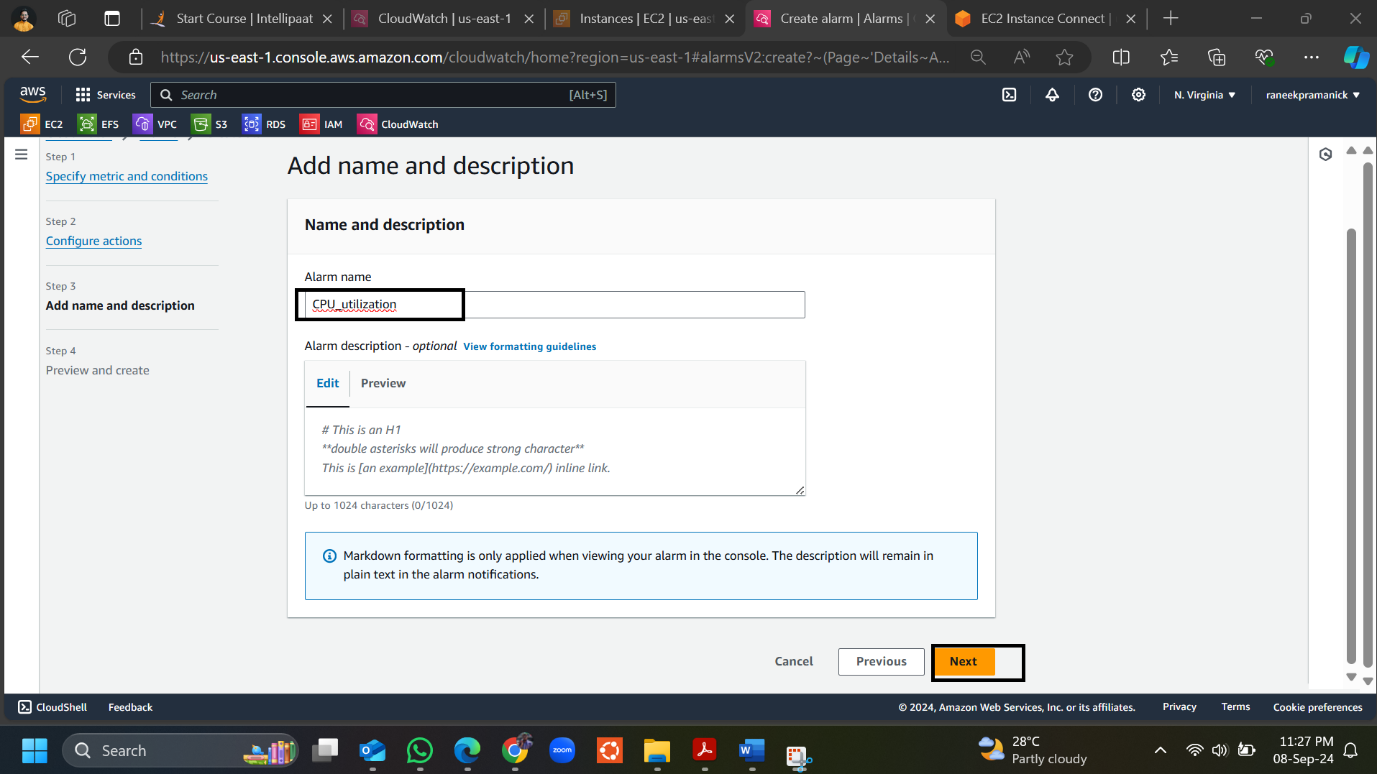 Start Course | Intellipaat
CloudWatch | us-east-1
Instances | EC2 | us-east
Create alarm | Alarms |
EC2 Instance Connect |
https://us-east-1.console.aws.amazon.com/cloudwatch/home?region=us-east-1#alarmsV2:create?~(Page~'Details~A...
aws
Services
Search
[Alt+S]
N. Virginia
raneekpramanick
EC2
EFS
VPC
S3
RDS
IAM
CloudWatch
Step 1
Specify metric and conditions
Step 2
Configure actions
Step 3
Add name and description
Step 4
Preview and create
Add name and description
Name and description
Alarm name
CPU_utilization
Alarm description - optional View formatting guidelines
Edit
Preview
# This is an H1
**double asterisks will produce strong character**
This is [an example](https://example.com/) inline link.
Up to 1024 characters (0/1024)
Markdown formatting is only applied when viewing your alarm in the console. The description will remain in
plain text in the alarm notifications.
Cancel
Previous
Next
CloudShell
Feedback
© 2024, Amazon Web Services, Inc. or its affiliates.
Privacy
Terms
Cookie preferences
Search
zoom
28°C
Partly cloudy
11:27 PM
08-Sep-24